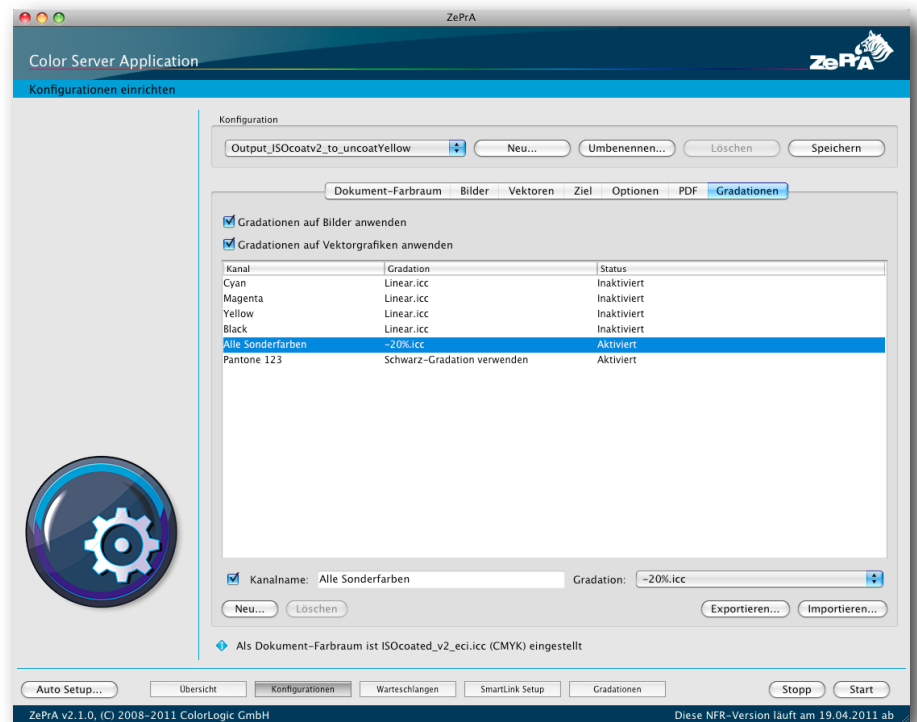 ZePrA
Color Server Application
ZePrA
Konfigurationen einrichten
Konfiguration
Output_ISOcoatv2_to_uncoatYellow Neu... Umbenennen... Löschen Speichern
Dokument-Farbraum Bilder Vektoren Ziel Optionen PDF Gradationen
Gradationen auf Bilder anwenden
Gradationen auf Vektorgrafiken anwenden
Kanal Gradation Status
Cyan Linear.icc Inaktiviert
Magenta Linear.icc Inaktiviert
Yellow Linear.icc Inaktiviert
Black Linear.icc Inaktiviert
Alle Sonderfarben -20%.icc Aktiviert
Pantone 123 Schwarz-Gradation verwenden Aktiviert
Kanalname: Alle Sonderfarben Gradation: -20%.icc
Neu... Löschen Exportieren... Importieren...
Als Dokument-Farbraum ist ISOcoated_v2_eci.icc (CMYK) eingestellt
Auto Setup... Übersicht Konfigurationen Warteschlangen SmartLink Setup Gradationen Stopp Start
ZePrA v2.1.0, (C) 2008-2011 ColorLogic GmbH Diese NFR-Version läuft am 19.04.2011 ab